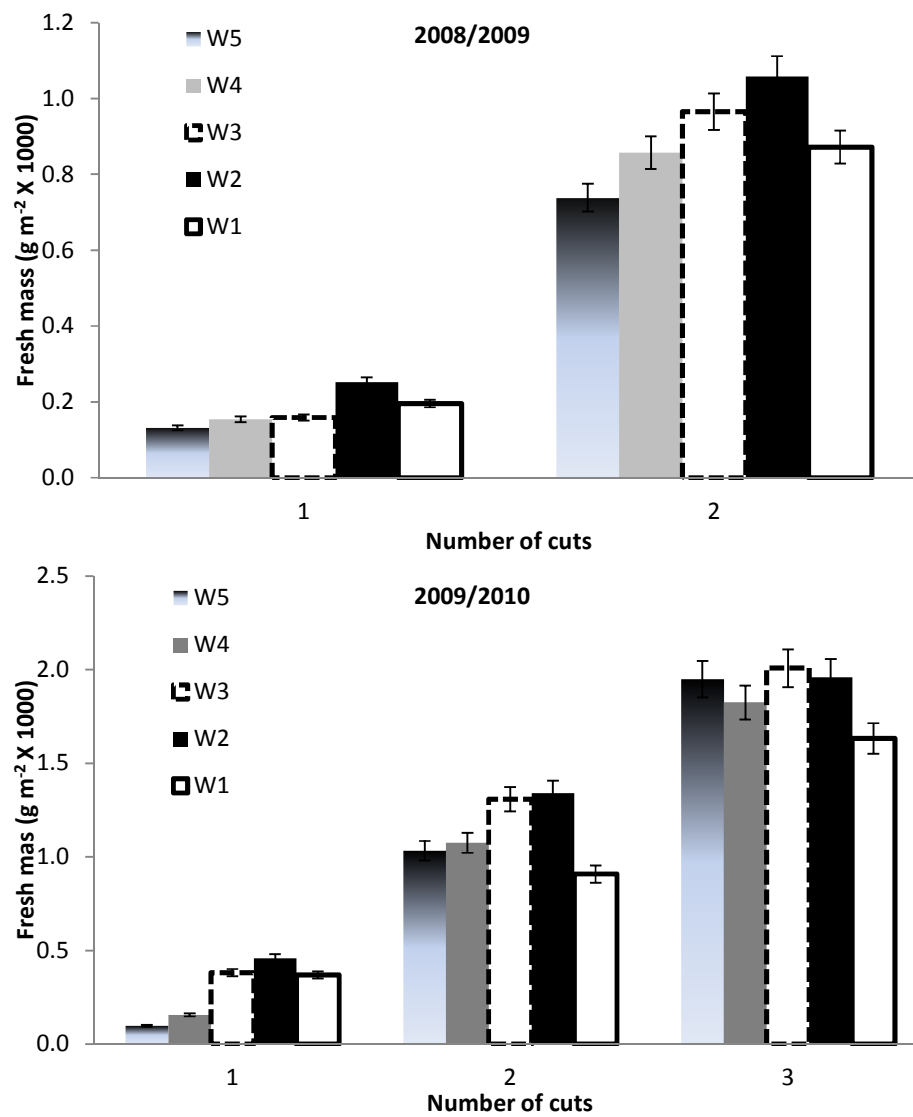 2008/2009
Fresh mass (g m⁻² X 1000)
1.2
1.0
0.8
0.6
0.4
0.2
0.0
W5
W4
W3
W2
W1
1
2
Number of cuts
2009/2010
Fresh mas (g m⁻² X 1000)
2.5
2.0
1.5
1.0
0.5
0.0
W5
W4
W3
W2
W1
1
2
3
Number of cuts